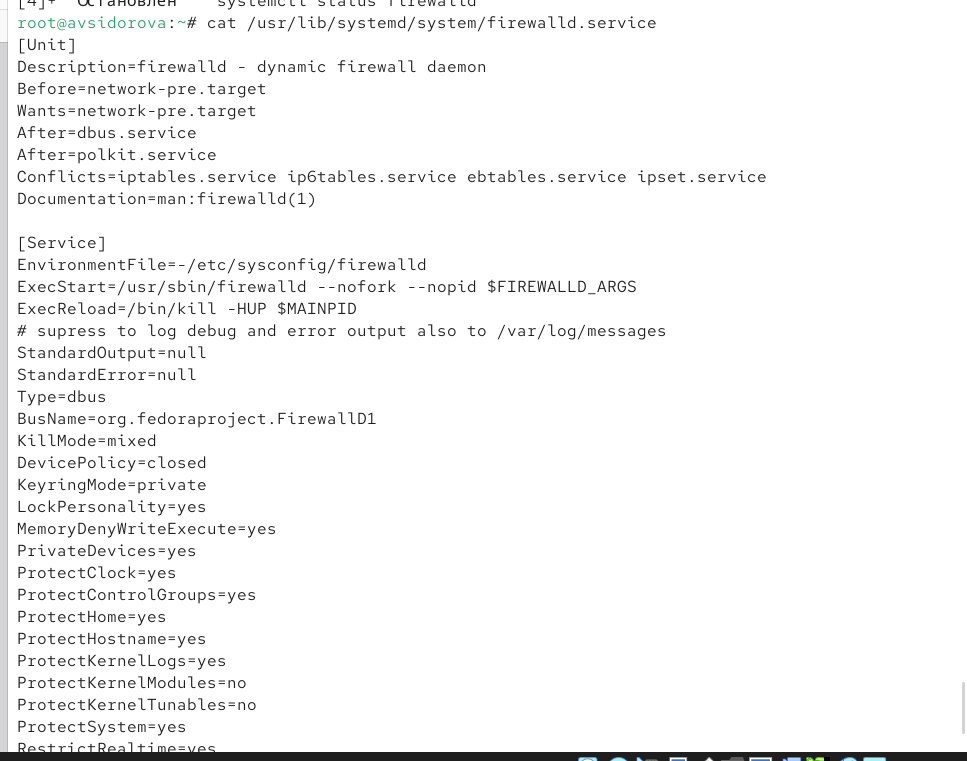 [4]+  Остановлен    systemctl status firewalld
root@avsidorova:~# cat /usr/lib/systemd/system/firewalld.service
[Unit]
Description=firewalld - dynamic firewall daemon
Before=network-pre.target
Wants=network-pre.target
After=dbus.service
After=polkit.service
Conflicts=iptables.service ip6tables.service ebtables.service ipset.service
Documentation=man:firewalld(1)

[Service]
EnvironmentFile=-/etc/sysconfig/firewalld
ExecStart=/usr/sbin/firewalld --nofork --nopid $FIREWALLD_ARGS
ExecReload=/bin/kill -HUP $MAINPID
# supress to log debug and error output also to /var/log/messages
StandardOutput=null
StandardError=null
Type=dbus
BusName=org.fedoraproject.FirewallD1
KillMode=mixed
DevicePolicy=closed
KeyringMode=private
LockPersonality=yes
MemoryDenyWriteExecute=yes
PrivateDevices=yes
ProtectClock=yes
ProtectControlGroups=yes
ProtectHome=yes
ProtectHostname=yes
ProtectKernelLogs=yes
ProtectKernelModules=no
ProtectKernelTunables=no
ProtectSystem=yes
RestrictRealtime=yes